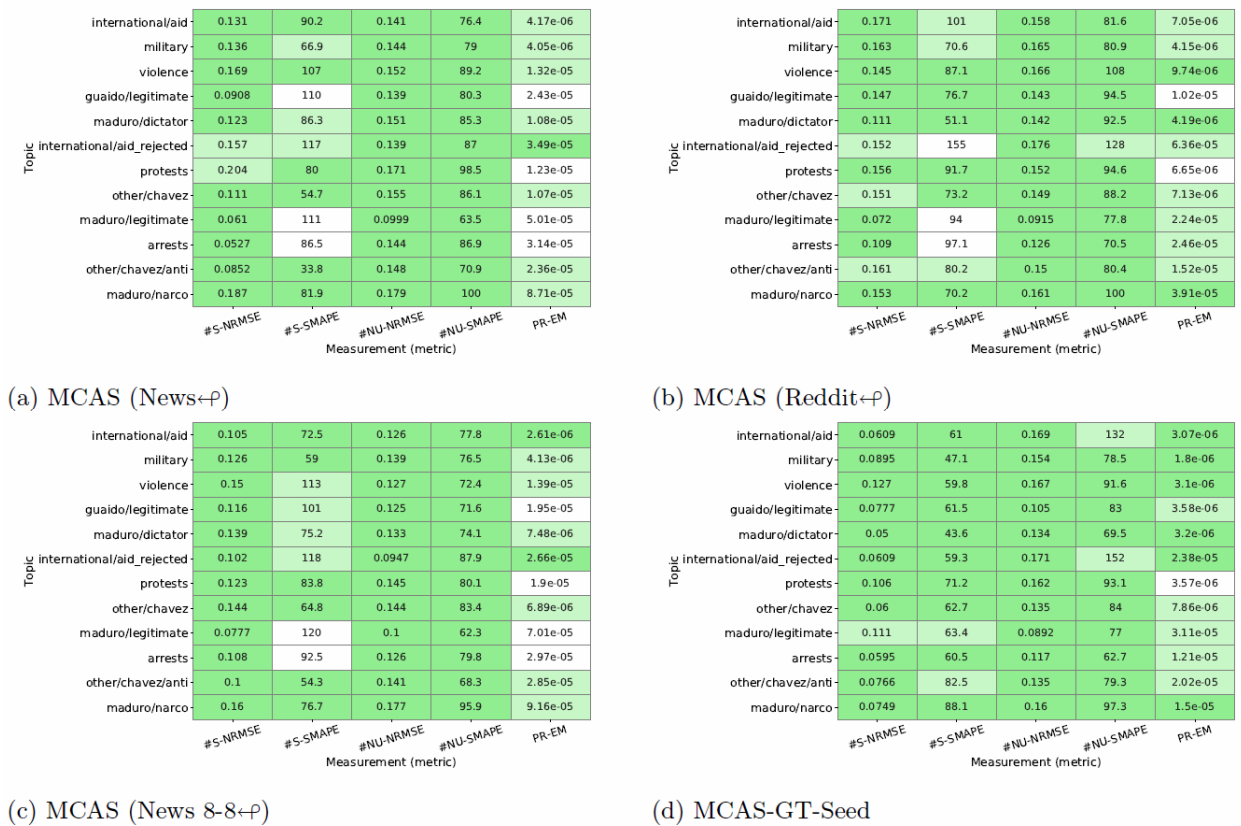 international/aid 0.131 90.2 0.141 76.4 4.17e-06
military 0.136 66.9 0.144 79 4.05e-06
violence 0.169 107 0.152 89.2 1.32e-05
guaido/legitimate 0.0908 110 0.139 80.3 2.43e-05
maduro/dictator 0.123 86.3 0.151 85.3 1.08e-05
international/aid_rejected 0.157 117 0.139 87 3.49e-05
protests 0.204 80 0.171 98.5 1.23e-05
other/chavez 0.111 54.7 0.155 86.1 1.07e-05
maduro/legitimate 0.061 111 0.0999 63.5 5.01e-05
arrests 0.0527 86.5 0.144 86.9 3.14e-05
other/chavez/anti 0.0852 33.8 0.148 70.9 2.36e-05
maduro/narco 0.187 81.9 0.179 100 8.71e-05
Topic
#S-NRMSE #S-SMAPE #NU-NRMSE #NU-SMAPE PR-EM
Measurement (metric)
(a) MCAS (News↫)
international/aid 0.171 101 0.158 81.6 7.05e-06
military 0.163 70.6 0.165 80.9 4.15e-06
violence 0.145 87.1 0.166 108 9.74e-06
guaido/legitimate 0.147 76.7 0.143 94.5 1.02e-05
maduro/dictator 0.111 51.1 0.142 92.5 4.19e-06
international/aid_rejected 0.152 155 0.176 128 6.36e-05
protests 0.156 91.7 0.152 94.6 6.65e-06
other/chavez 0.151 73.2 0.149 88.2 7.13e-06
maduro/legitimate 0.072 94 0.0915 77.8 2.24e-05
arrests 0.109 97.1 0.126 70.5 2.46e-05
other/chavez/anti 0.161 80.2 0.15 80.4 1.52e-05
maduro/narco 0.153 70.2 0.161 100 3.91e-05
Topic
#S-NRMSE #S-SMAPE #NU-NRMSE #NU-SMAPE PR-EM
Measurement (metric)
(b) MCAS (Reddit↫)
international/aid 0.105 72.5 0.126 77.8 2.61e-06
military 0.126 59 0.139 76.5 4.13e-06
violence 0.15 113 0.127 72.4 1.39e-05
guaido/legitimate 0.116 101 0.125 71.6 1.95e-05
maduro/dictator 0.139 75.2 0.133 74.1 7.48e-06
international/aid_rejected 0.102 118 0.0947 87.9 2.66e-05
protests 0.123 83.8 0.145 80.1 1.9e-05
other/chavez 0.144 64.8 0.144 83.4 6.89e-06
maduro/legitimate 0.0777 120 0.1 62.3 7.01e-05
arrests 0.108 92.5 0.126 79.8 2.97e-05
other/chavez/anti 0.1 54.3 0.141 68.3 2.85e-05
maduro/narco 0.16 76.7 0.177 95.9 9.16e-05
Topic
#S-NRMSE #S-SMAPE #NU-NRMSE #NU-SMAPE PR-EM
Measurement (metric)
(c) MCAS (News 8-8↫)
international/aid 0.0609 61 0.169 132 3.07e-06
military 0.0895 47.1 0.154 78.5 1.8e-06
violence 0.127 59.8 0.167 91.6 3.1e-06
guaido/legitimate 0.0777 61.5 0.105 83 3.58e-06
maduro/dictator 0.05 43.6 0.134 69.5 3.2e-06
international/aid_rejected 0.0609 59.3 0.171 152 2.38e-05
protests 0.106 71.2 0.162 93.1 3.57e-06
other/chavez 0.06 62.7 0.135 84 7.86e-06
maduro/legitimate 0.111 63.4 0.0892 77 3.11e-05
arrests 0.0595 60.5 0.117 62.7 1.21e-05
other/chavez/anti 0.0766 82.5 0.135 79.3 2.02e-05
maduro/narco 0.0749 88.1 0.16 97.3 1.5e-05
Topic
#S-NRMSE #S-SMAPE #NU-NRMSE #NU-SMAPE PR-EM
Measurement (metric)
(d) MCAS-GT-Seed